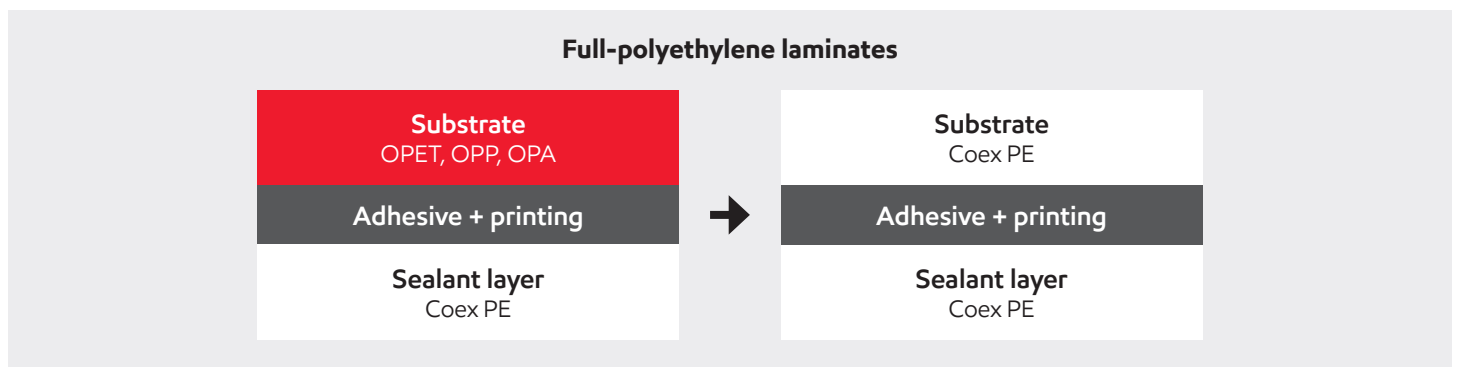 Full-polyethylene laminates
Substrate
OPET, OPP, OPA
Adhesive + printing
Sealant layer
Coex PE
Substrate
Coex PE
Adhesive + printing
Sealant layer
Coex PE